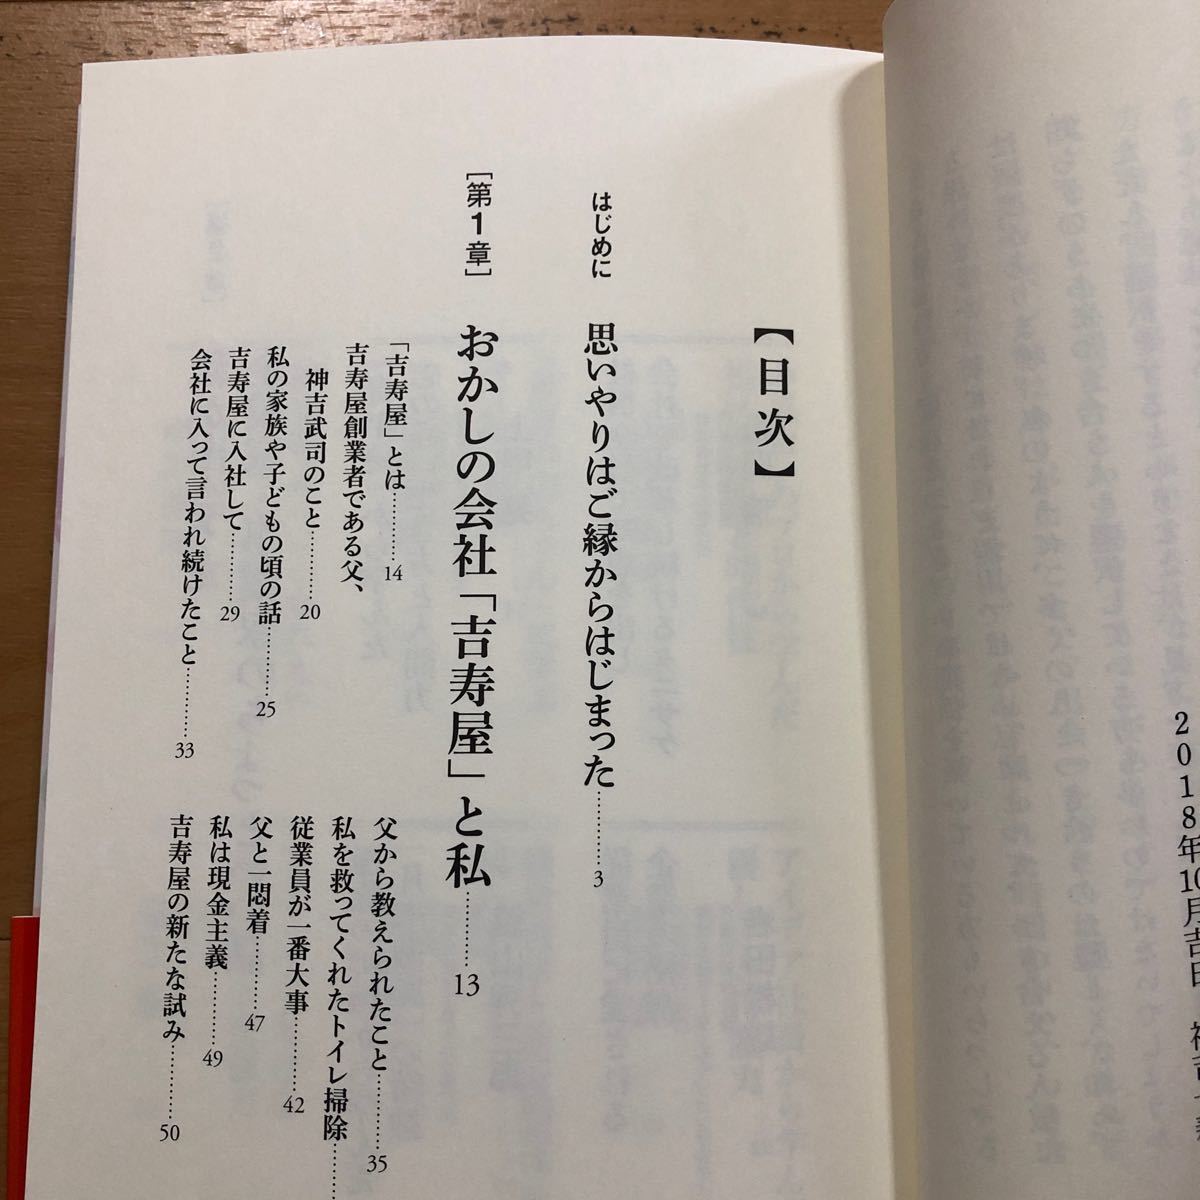 2018年10月吉日
【目次】
はじめに 思いやりはご縁からはじまった…………3
[第1章] おかしの会社「吉寿屋」と私…………13
「吉寿屋」とは…………14
吉寿屋創業者である父、
神吉武司のこと…………20
私の家族や子どもの頃の話…………25
吉寿屋に入社して…………29
会社に入って言われ続けたこと…………33
父から教えられたこと…………35
私を救ってくれたトイレ掃除…………
従業員が一番大事…………42
父と一悶着…………47
私は現金主義…………49
吉寿屋の新たな試み…………50